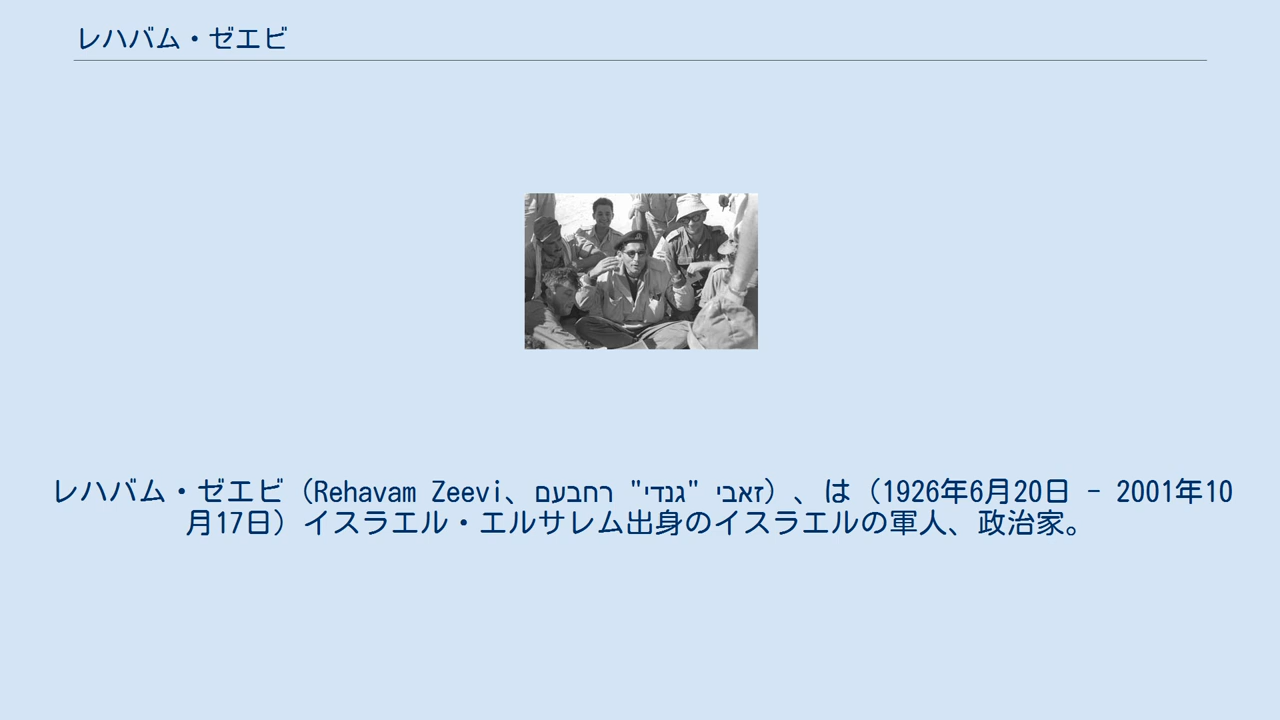 レハバム・ゼエビ
レハバム・ゼエビ（Rehavam Zeevi、רחבעם "גנדי" זאבי）、は（1926年6月20日 - 2001年10
月17日）イスラエル・エルサレム出身のイスラエルの軍人、政治家。